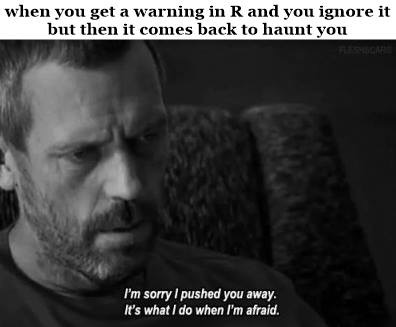 when you get a warning in R and you ignore it
but then it comes back to haunt you
FLESHSCARS
I'm sorry I pushed you away.
It's what I do when I'm afraid.